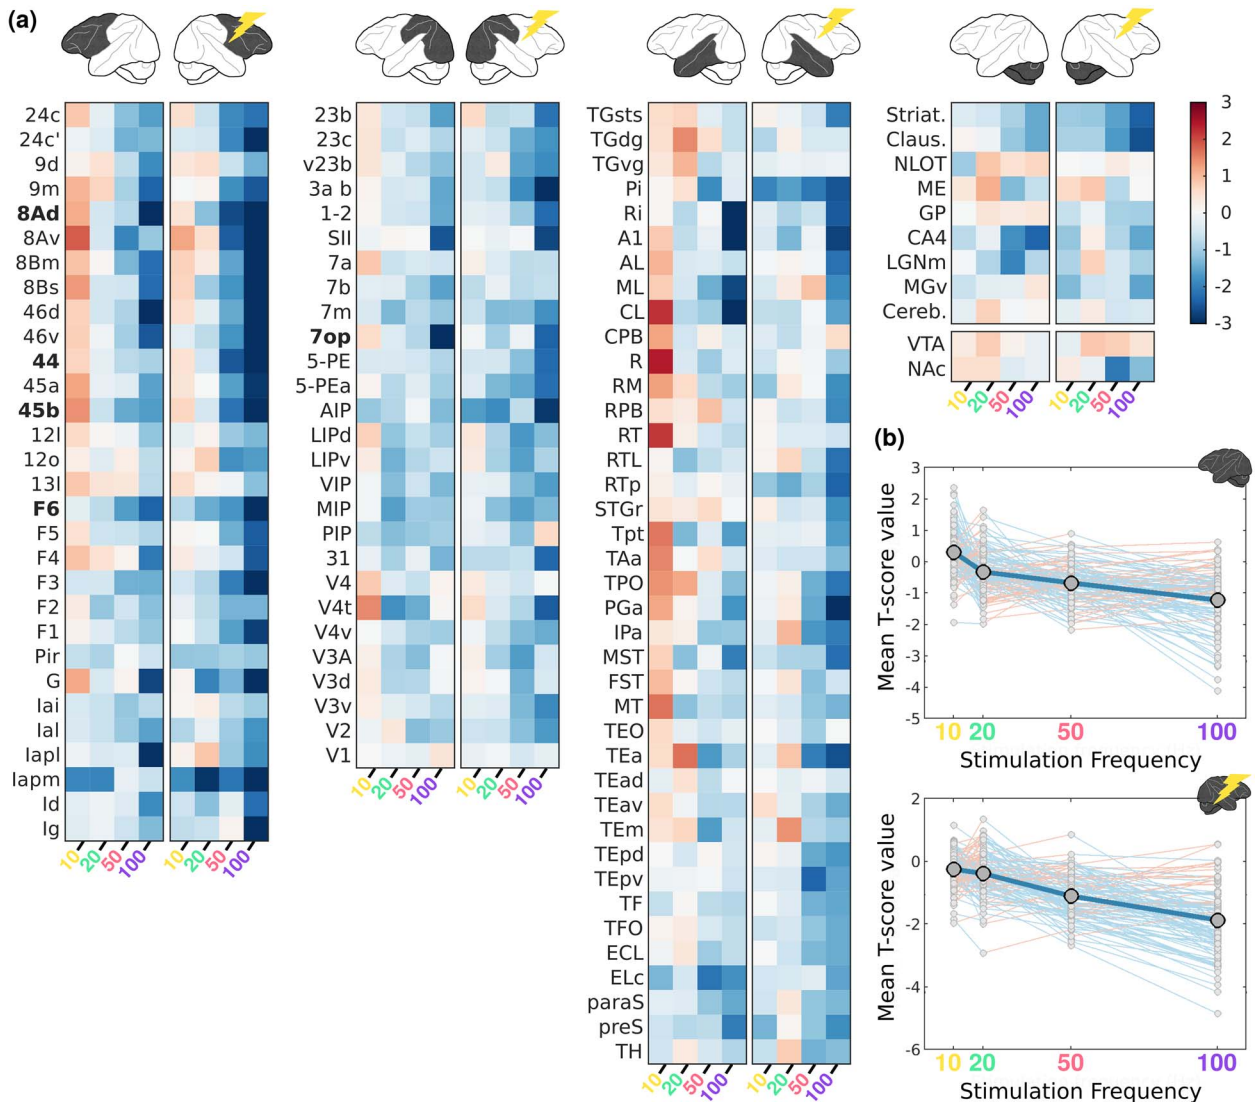 (a)
24c
24c'
9d
9m
8Ad
8Av
8Bm
8Bs
46d
46v
44
45a
45b
12l
12o
13l
F6
F5
F4
F3
F2
F1
Pir
G
Iai
Ial
Iapl
Iapm
Id
Ig
10 20 50 100 10 20 50 100
23b
23c
v23b
3a b
1-2
SII
7a
7b
7m
7op
5-PE
5-PEa
AIP
LIPd
LIPv
VIP
MIP
PIP
31
V4
V4t
V4v
V3A
V3d
V3v
V2
V1
10 20 50 100 10 20 50 100
TGsts
TGdg
TGvg
Pi
Ri
A1
AL
ML
CL
CPB
R
RM
RPB
RT
RTL
RTp
STGr
Tpt
TAa
TPO
PGa
IPa
MST
FST
MT
TEO
TEa
TEad
TEav
TEm
TEpd
TEpv
TF
TFO
ECL
ELc
paraS
preS
TH
10 20 50 100 10 20 50 100
Striat.
Claus.
NLOT
ME
GP
CA4
LGNm
MGv
Cereb.
VTA
NAc
10 20 50 100 10 20 50 100
3
2
1
0
-1
-2
-3
(b)
Mean T-score value
3
2
1
0
-1
-2
-3
-4
-5
10 20 50 100
Stimulation Frequency
Mean T-score value
2
0
-2
-4
-6
10 20 50 100
Stimulation Frequency